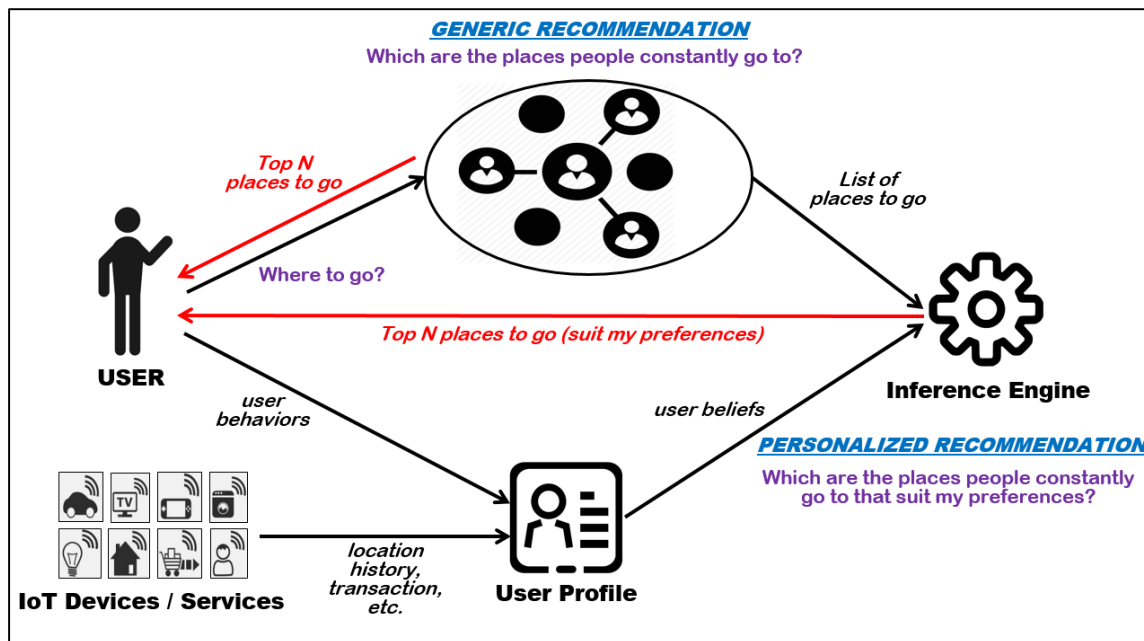 GENERIC RECOMMENDATION
Which are the places people constantly go to?
Top N
places to go
List of
places to go
Where to go?
Top N places to go (suit my preferences)
USER
Inference Engine
user
behaviors
user beliefs
PERSONALIZED RECOMMENDATION
Which are the places people constantly
go to that suit my preferences?
TV
location
history,
transaction,
etc.
IoT Devices / Services
User Profile